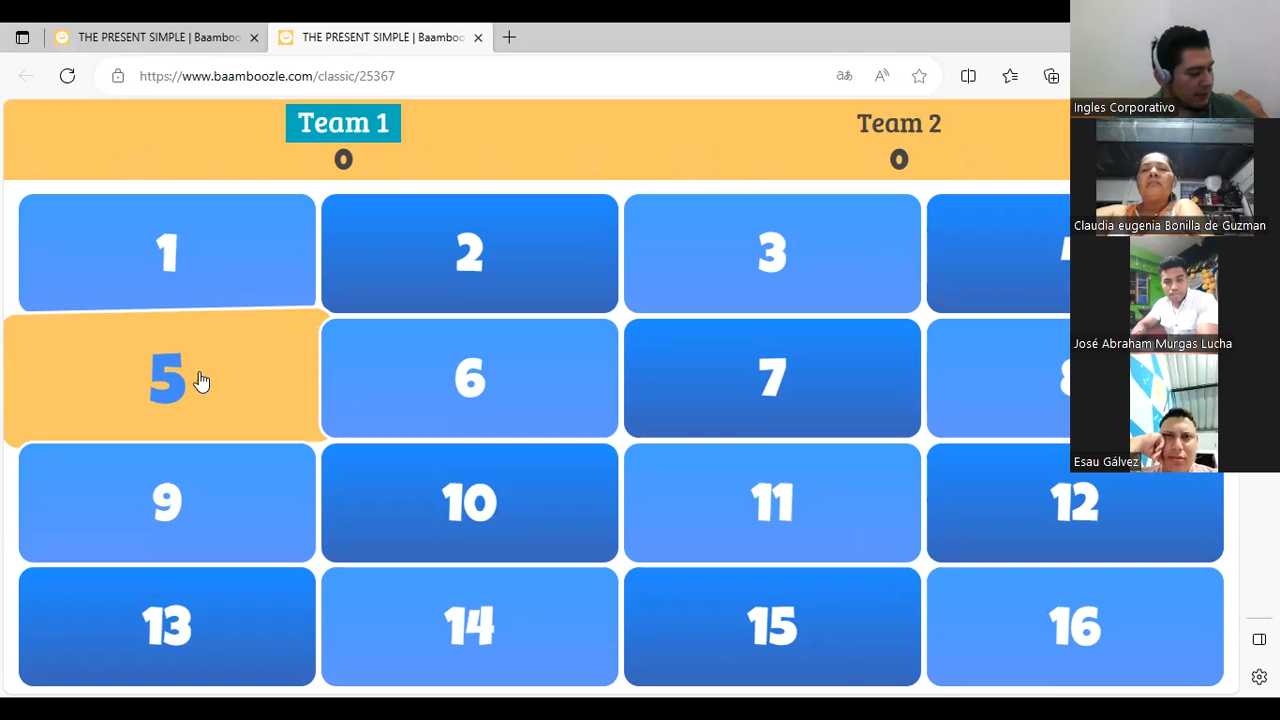 THE PRESENT SIMPLE | Baamboo
THE PRESENT SIMPLE | Baamboo
https://www.baamboozle.com/classic/25367
Team 1
0
Team 2
0
1
2
3
5
6
7
9
10
11
12
13
14
15
16
Ingles Corporativo
Claudia eugenia Bonilla de Guzman
José Abraham Murgas Lucha
Esau Gálvez